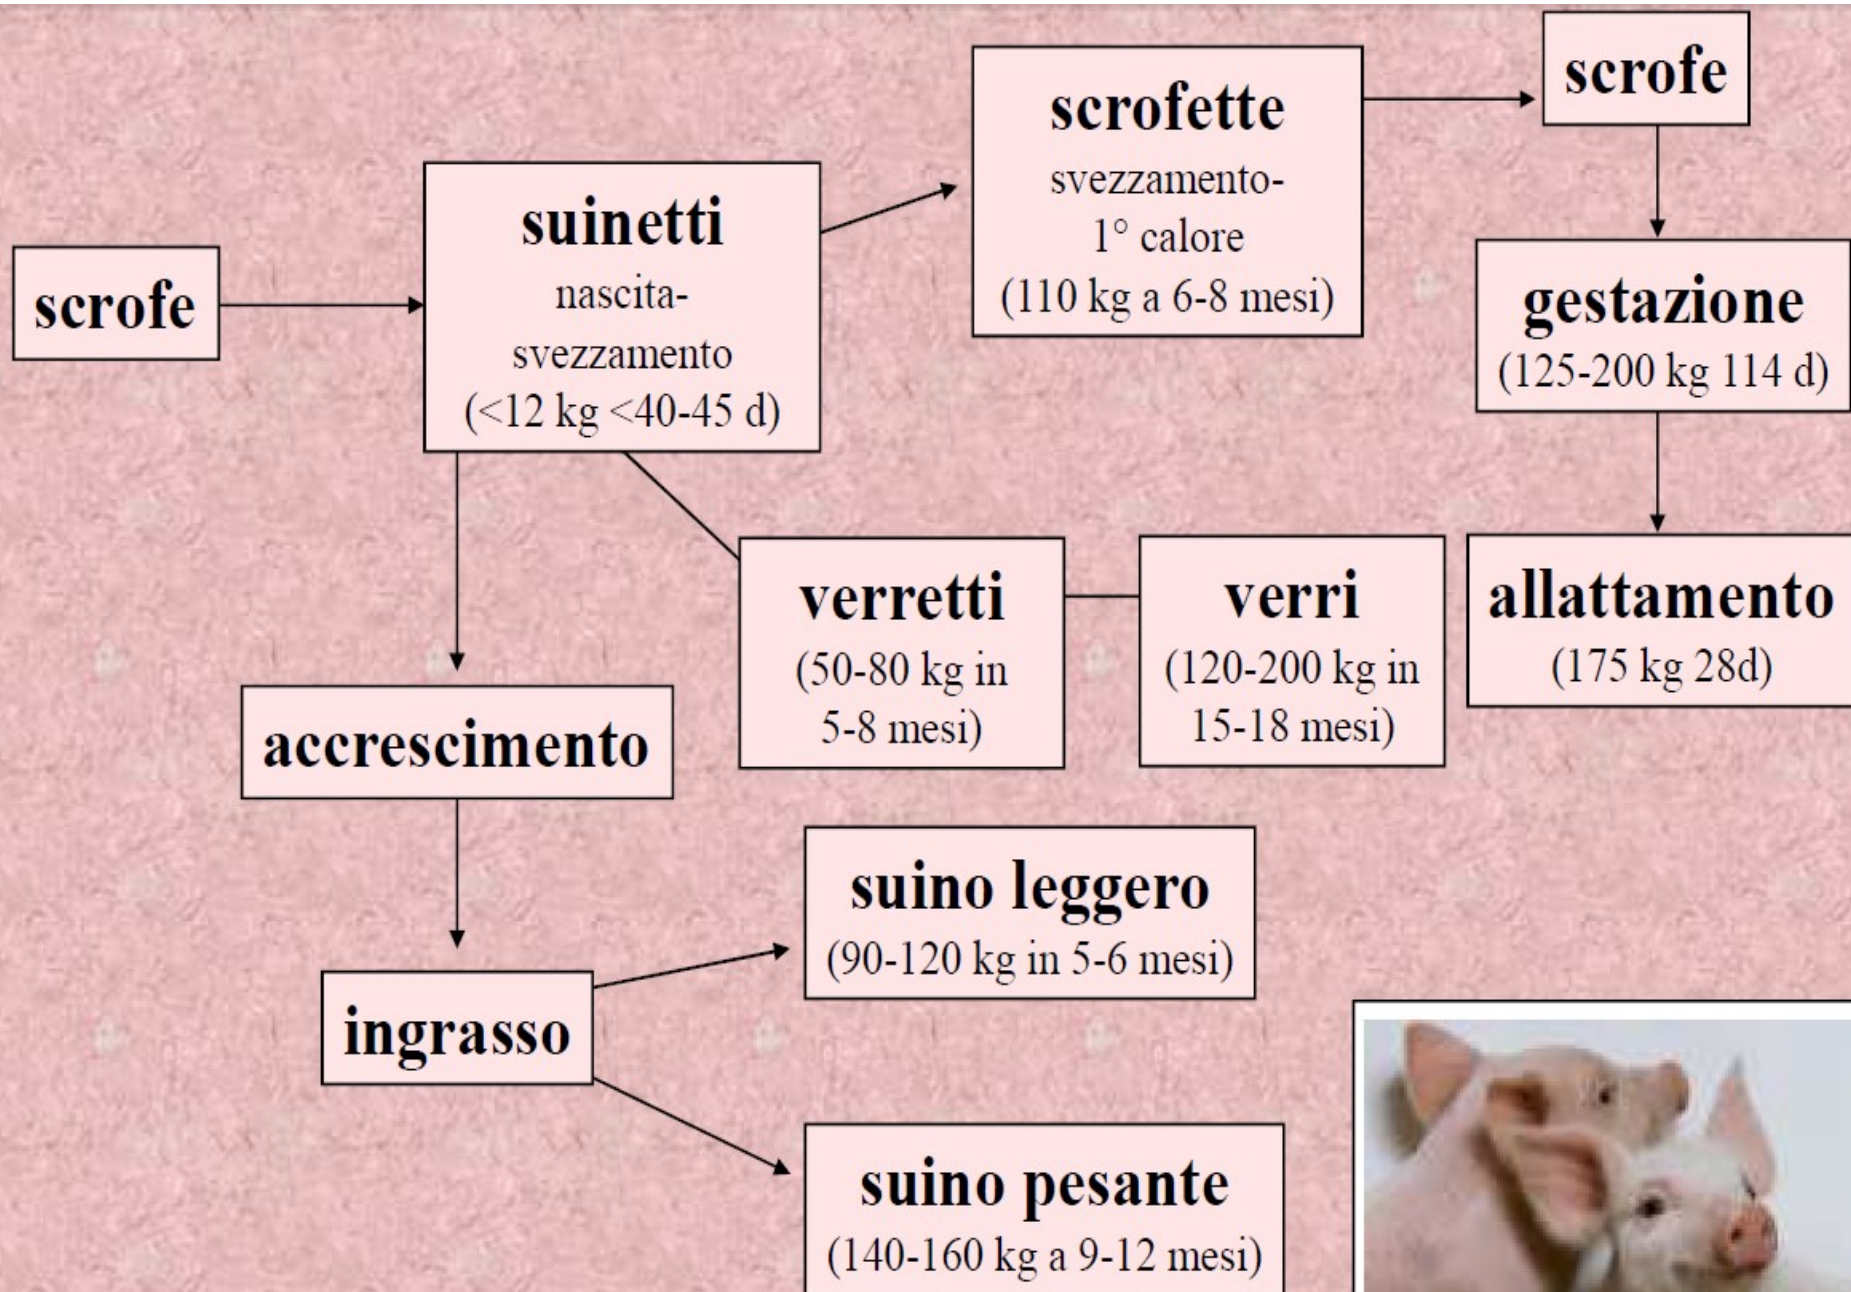 scrofe
suinetti
nascita-
svezzamento
(<12 kg <40-45 d)
scrofette
svezzamento-
1° calore
(110 kg a 6-8 mesi)
scrofe
gestazione
(125-200 kg 114 d)
allattamento
(175 kg 28d)
verretti
(50-80 kg in
5-8 mesi)
verri
(120-200 kg in
15-18 mesi)
accrescimento
ingrasso
suino leggero
(90-120 kg in 5-6 mesi)
suino pesante
(140-160 kg a 9-12 mesi)